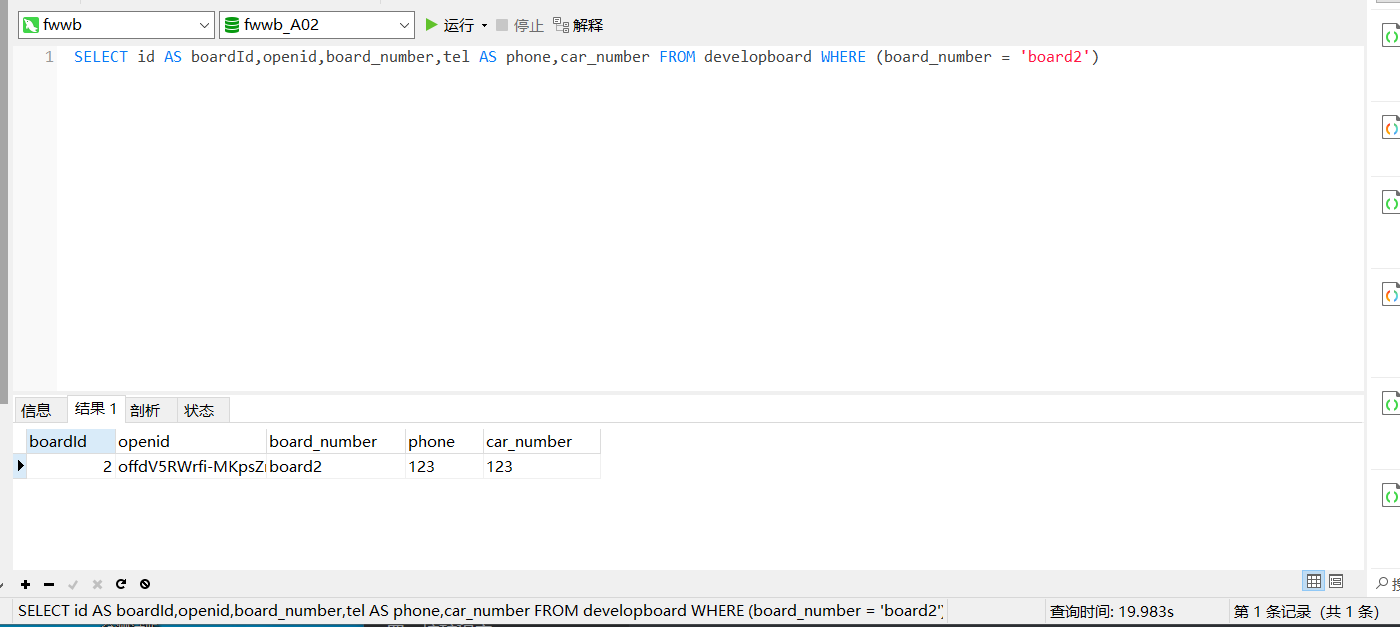 fwwb fwwb_A02 运行 停止 解释
1 SELECT id AS boardId,openid,board_number,tel AS phone,car_number FROM developboard WHERE (board_number = 'board2')
信息 结果 1 剖析 状态
boardId openid board_number phone car_number
2 offdV5RWrfi-MKpsZ board2 123 123
SELECT id AS boardId,openid,board_number,tel AS phone,car_number FROM developboard WHERE (board_number = 'board2' 查询时间: 19.983s 第 1 条记录 (共 1 条)